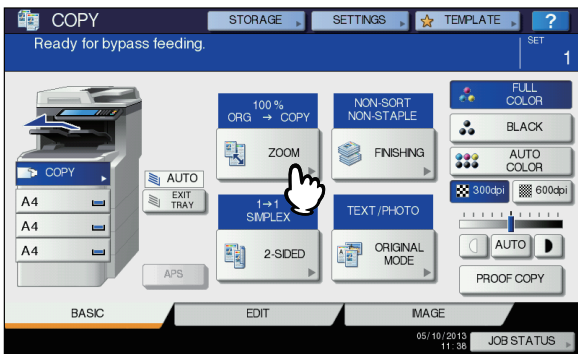 COPY
STORAGE
SETTINGS
TEMPLATE
?
Ready for bypass feeding.
SET
1
100 %
ORG → COPY
ZOOM
NON-SORT
NON-STAPLE
FINISHING
FULL
COLOR
BLACK
AUTO
COLOR
300dpi
600dpi
COPY
A4
A4
A4
A4
AUTO
EXIT
TRAY
APS
1→1
SIMPLEX
2-SIDED
TEXT/PHOTO
ORIGINAL
MODE
AUTO
PROOF COPY
BASIC
EDIT
IMAGE
05/10/2013
11:36
JOB STATUS